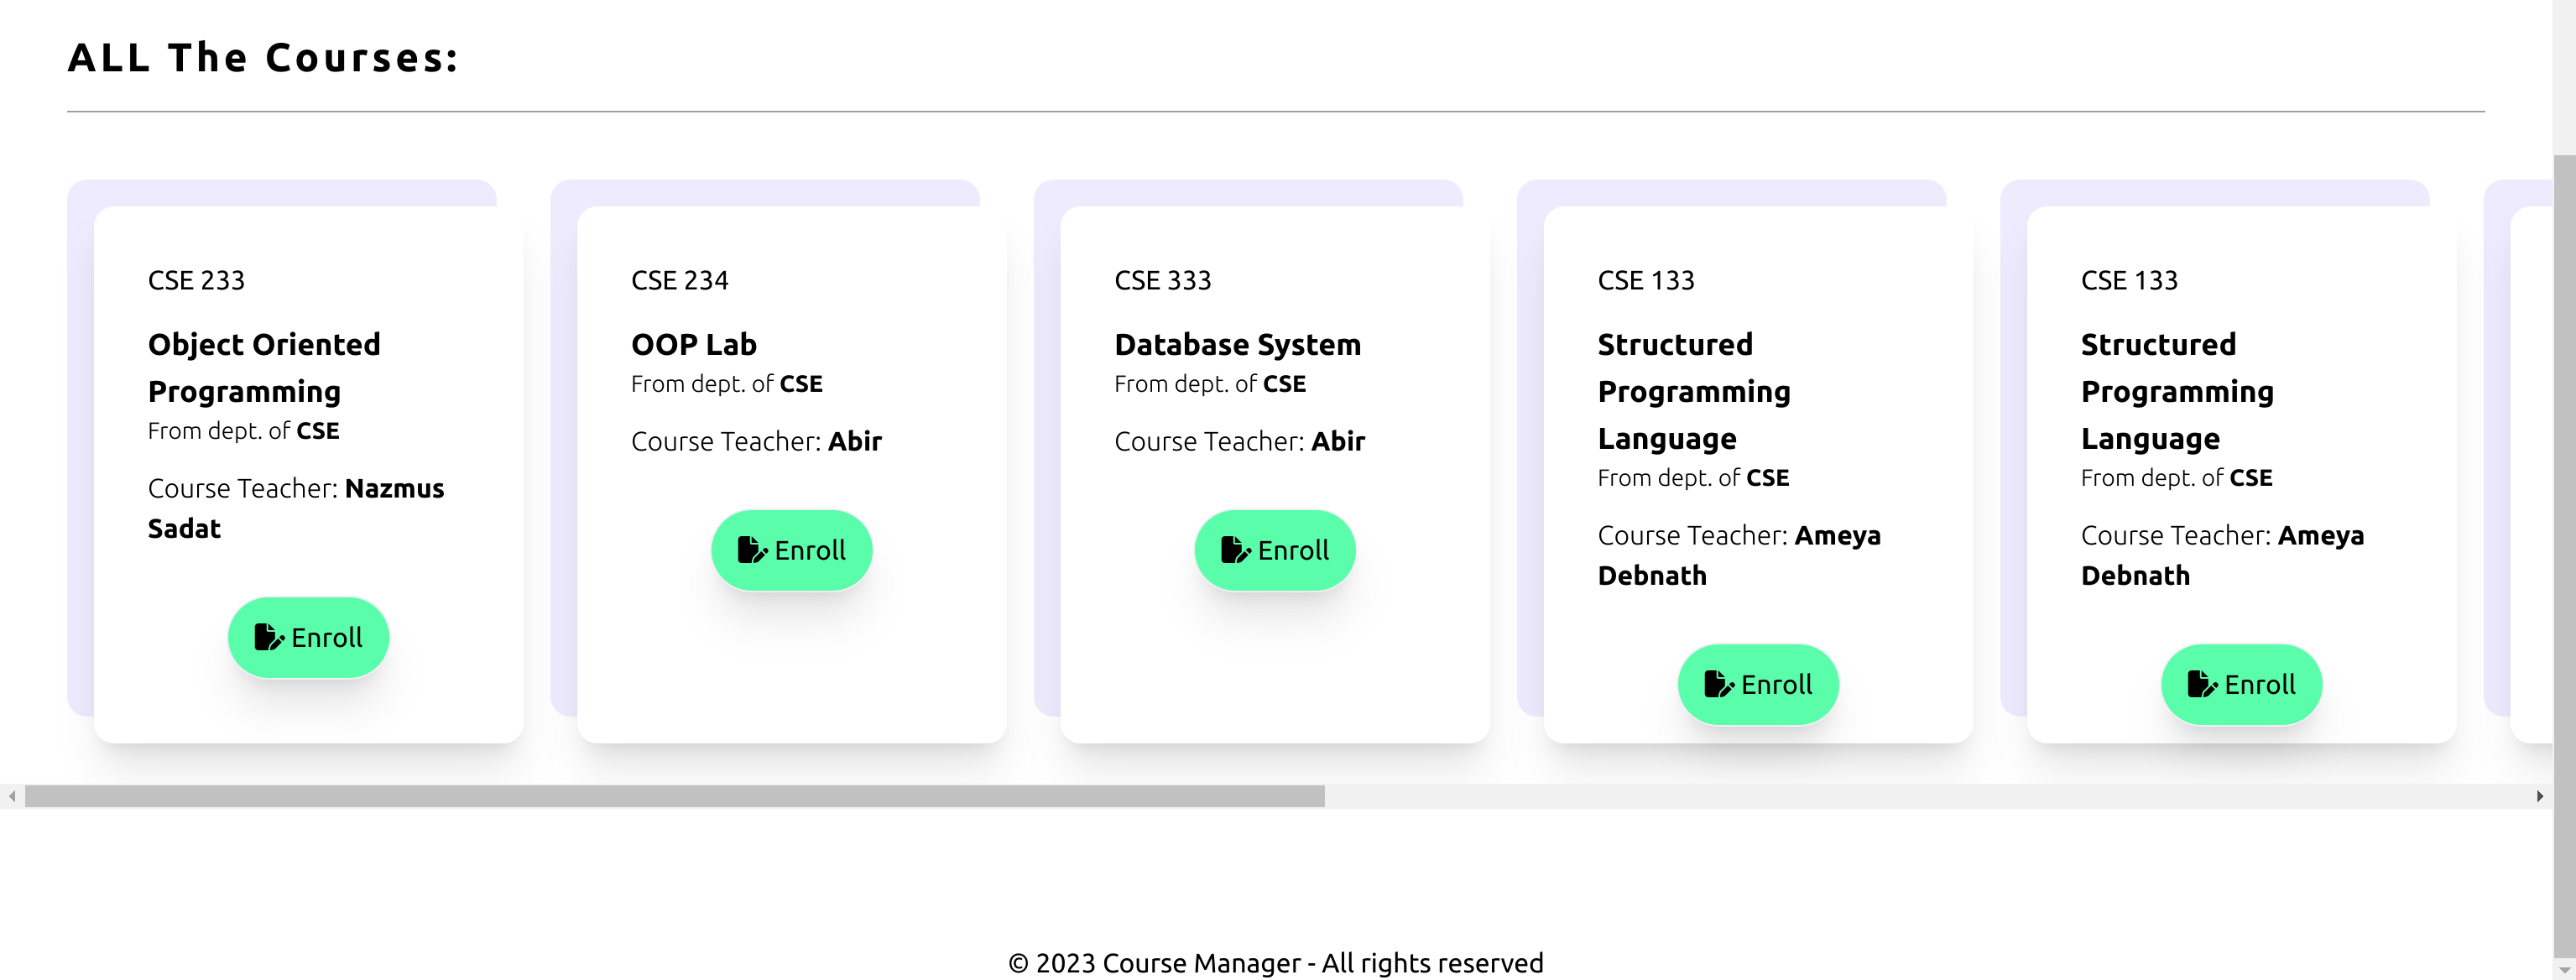 ALL The Courses:
CSE 233
Object Oriented
Programming
From dept. of CSE
Course Teacher: Nazmus
Sadat
Enroll
CSE 234
OOP Lab
From dept. of CSE
Course Teacher: Abir
Enroll
CSE 333
Database System
From dept. of CSE
Course Teacher: Abir
Enroll
CSE 133
Structured
Programming
Language
From dept. of CSE
Course Teacher: Ameya
Debnath
Enroll
CSE 133
Structured
Programming
Language
From dept. of CSE
Course Teacher: Ameya
Debnath
Enroll
© 2023 Course Manager - All rights reserved